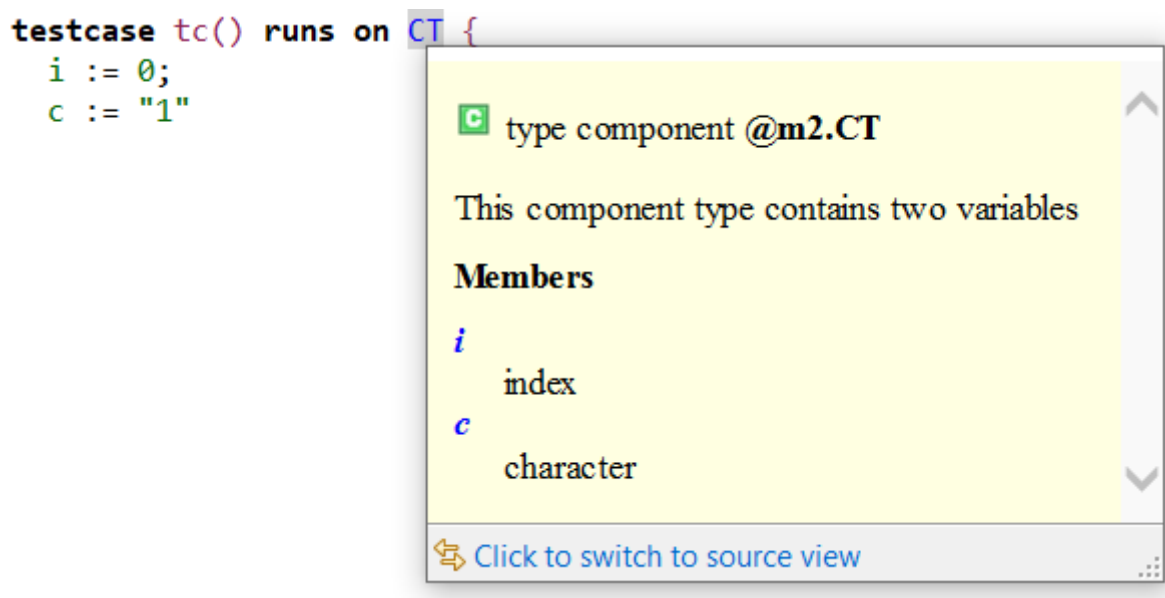 testcase tc() runs on CT {
i := 0;
c := "1"
C type component @m2.CT
This component type contains two variables
Members
i
index
c
character
Click to switch to source view